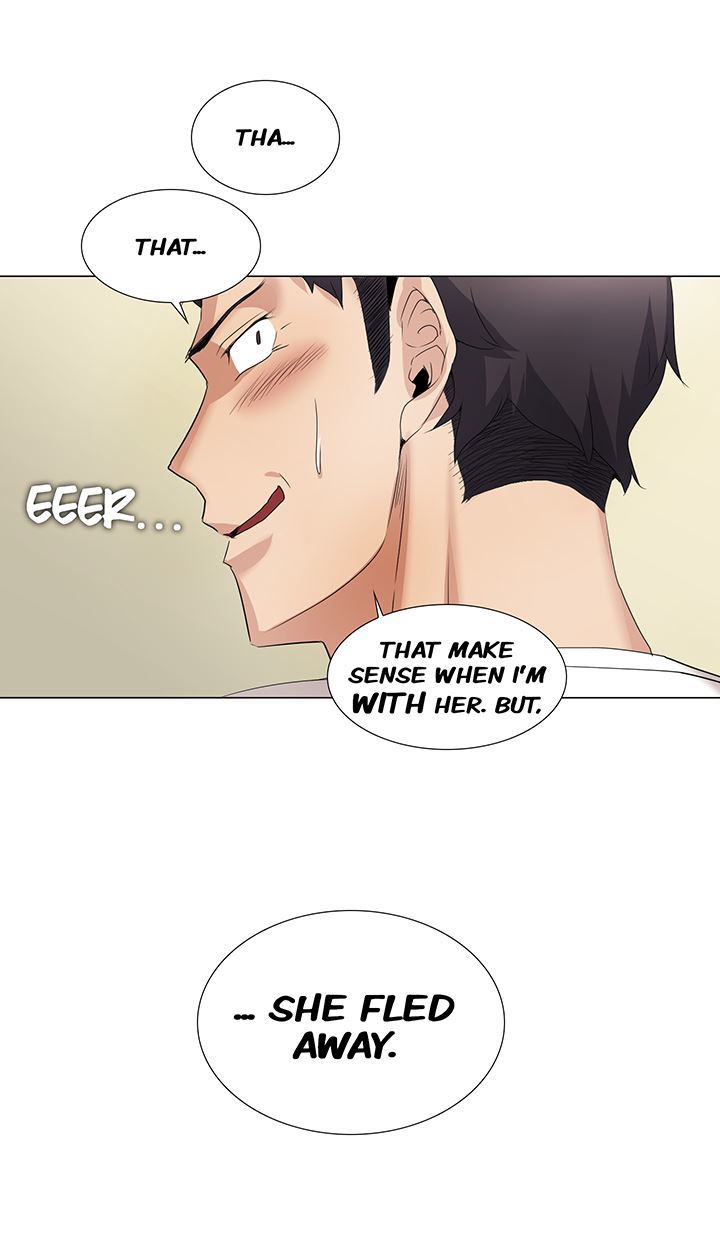 THA...
THAT...
EEER...
THAT MAKE
SENSE WHEN I'M
WITH HER. BUT,
... SHE FLED
AWAY.